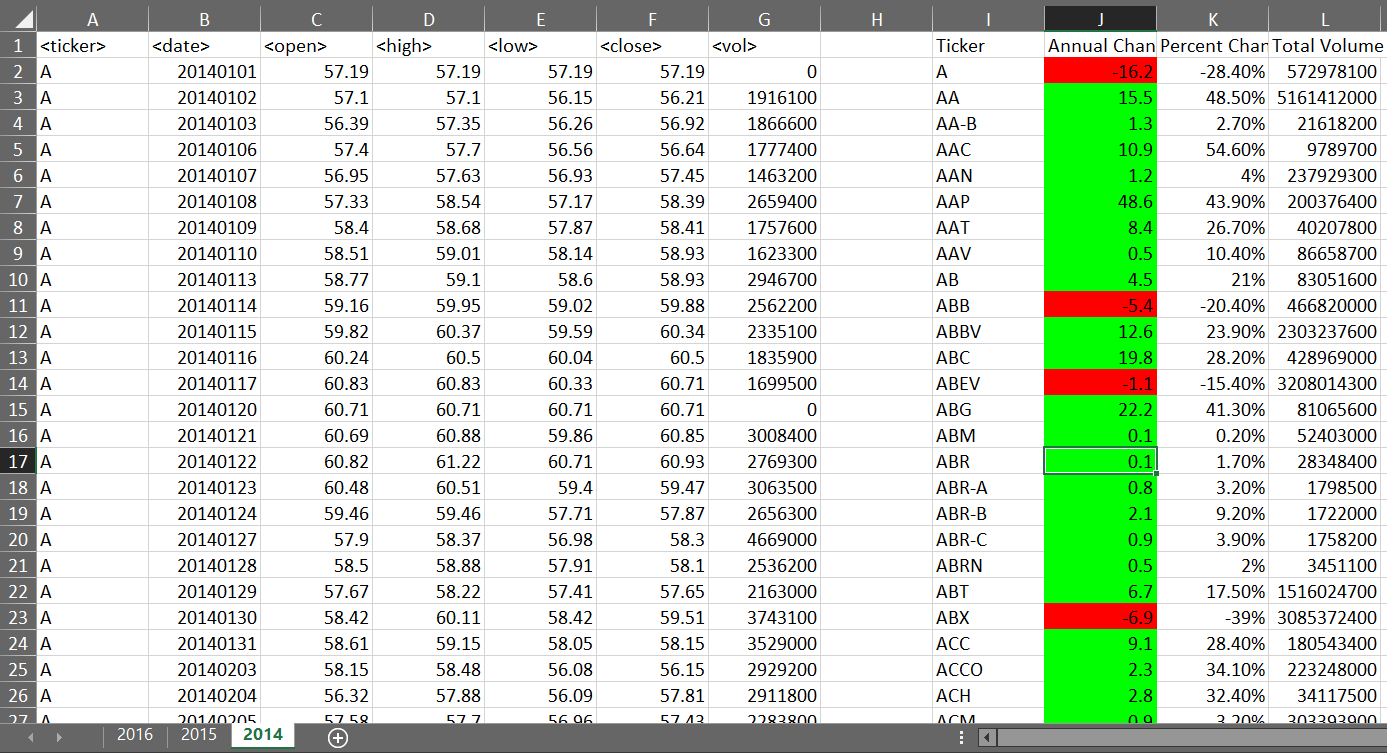 A B C D E F G H I J K L
1 <ticker> <date> <open> <high> <low> <close> <vol> Ticker Annual Chan Percent Chan Total Volume
2 A 20140101 57.19 57.19 57.19 57.19 0 A -16.2 -28.40% 572978100
3 A 20140102 57.1 57.1 56.15 56.21 1916100 AA 15.5 48.50% 5161412000
4 A 20140103 56.39 57.35 56.26 56.92 1866600 AA-B 1.3 2.70% 21618200
5 A 20140106 57.4 57.7 56.56 56.64 1777400 AAC 10.9 54.60% 9789700
6 A 20140107 56.95 57.63 56.93 57.45 1463200 AAN 1.2 4% 237929300
7 A 20140108 57.33 58.54 57.17 58.39 2659400 AAP 48.6 43.90% 200376400
8 A 20140109 58.4 58.68 57.87 58.41 1757600 AAT 8.4 26.70% 40207800
9 A 20140110 58.51 59.01 58.14 58.93 1623300 AAV 0.5 10.40% 86658700
10 A 20140113 58.77 59.1 58.6 58.93 2946700 AB 4.5 21% 83051600
11 A 20140114 59.16 59.95 59.02 59.88 2562200 ABB -5.4 -20.40% 466820000
12 A 20140115 59.82 60.37 59.59 60.34 2335100 ABBV 12.6 23.90% 2303237600
13 A 20140116 60.24 60.5 60.04 60.5 1835900 ABC 19.8 28.20% 428969000
14 A 20140117 60.83 60.83 60.33 60.71 1699500 ABEV -1.1 -15.40% 3208014300
15 A 20140120 60.71 60.71 60.71 60.71 0 ABG 22.2 41.30% 81065600
16 A 20140121 60.69 60.88 59.86 60.85 3008400 ABM 0.1 0.20% 52403000
17 A 20140122 60.82 61.22 60.71 60.93 2769300 ABR 0.1 1.70% 28348400
18 A 20140123 60.48 60.51 59.4 59.47 3063500 ABR-A 0.8 3.20% 1798500
19 A 20140124 59.46 59.46 57.71 57.87 2656300 ABR-B 2.1 9.20% 1722000
20 A 20140127 57.9 58.37 56.98 58.3 4669000 ABR-C 0.9 3.90% 1758200
21 A 20140128 58.5 58.88 57.91 58.1 2536200 ABRN 0.5 2% 3451100
22 A 20140129 57.67 58.22 57.41 57.65 2163000 ABT 6.7 17.50% 1516024700
23 A 20140130 58.42 60.11 58.42 59.51 3743100 ABX -6.9 -39% 3085372400
24 A 20140131 58.61 59.15 58.05 58.15 3529000 ACC 9.1 28.40% 180543400
25 A 20140203 58.15 58.48 56.08 56.15 2929200 ACCO 2.3 34.10% 223248000
26 A 20140204 56.32 57.88 56.09 57.81 2911800 ACH 2.8 32.40% 34117500
27 A 20140205 57.58 57.7 56.96 57.43 2283800 ACM 0.9 3.20% 303393900
2016 2015 2014